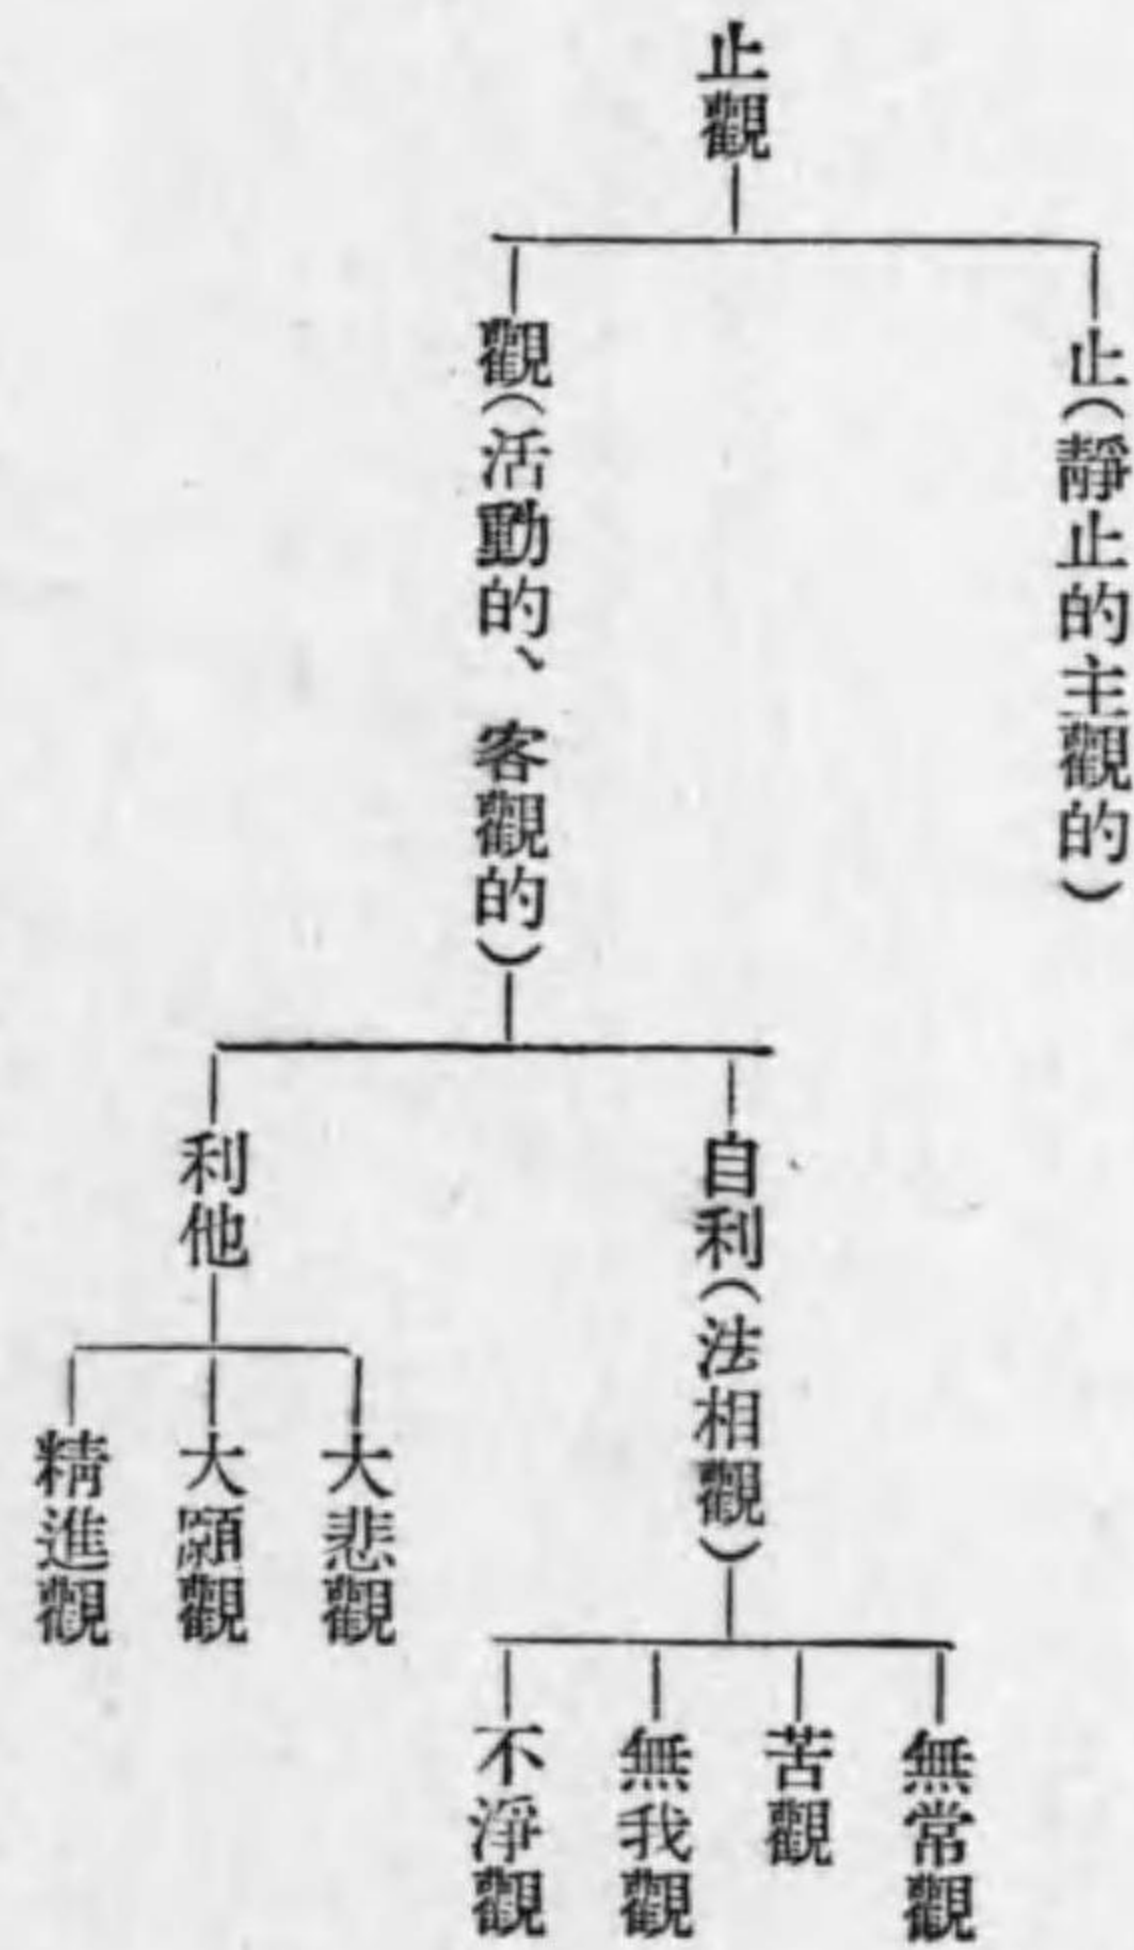 止觀
止(靜止的主觀的)
觀(活動的、客觀的)
自利(法相觀)
無常觀
苦觀
無我觀
不淨觀
利他
大悲觀
大願觀
精進觀